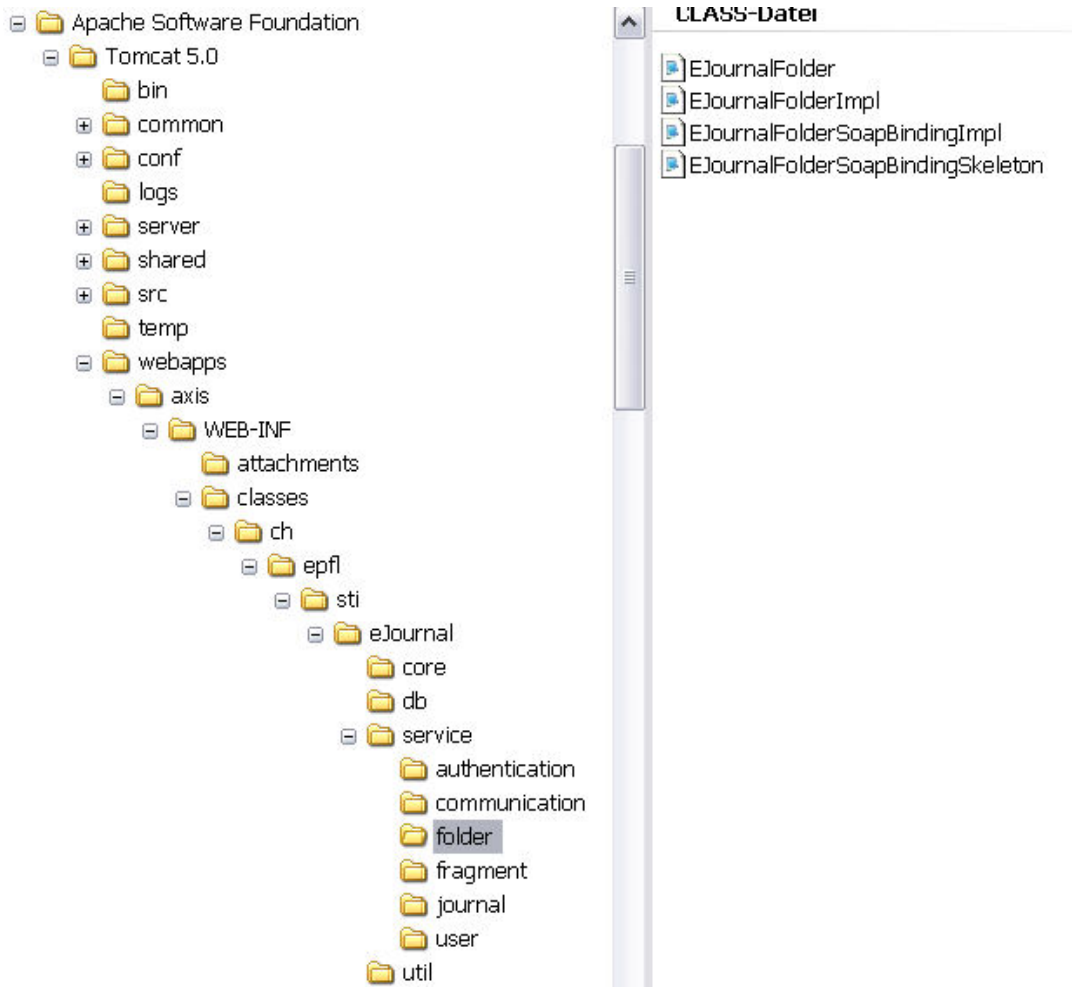 Apache Software Foundation
Tomcat 5.0
bin
common
conf
logs
server
shared
src
temp
webapps
axis
WEB-INF
attachments
classes
ch
epfl
sti
eJournal
core
db
service
authentication
communication
folder
fragment
journal
user
util
CLASS-Datei
EJournalFolder
EJournalFolderImpl
EJournalFolderSoapBindingImpl
EJournalFolderSoapBindingSkeleton